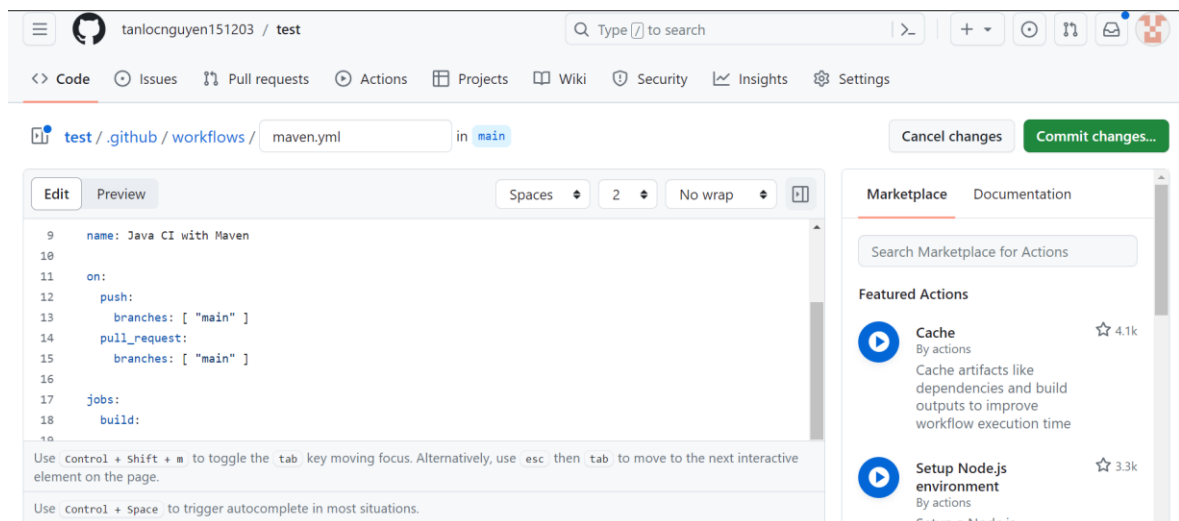 tanlocnguyen151203 / test
Type / to search
Code
Issues
Pull requests
Actions
Projects
Wiki
Security
Insights
Settings
test / .github / workflows / maven.yml in main
Cancel changes
Commit changes...
Edit
Preview
Spaces
2
No wrap
9 name: Java CI with Maven
10
11 on:
12 push:
13 branches: [ "main" ]
14 pull_request:
15 branches: [ "main" ]
16
17 jobs:
18 build:
19
Use Control + Shift + m to toggle the tab key moving focus. Alternatively, use esc then tab to move to the next interactive
element on the page.
Use Control + Space to trigger autocomplete in most situations.
Marketplace
Documentation
Search Marketplace for Actions
Featured Actions
Cache
4.1k
By actions
Cache artifacts like
dependencies and build
outputs to improve
workflow execution time
Setup Node.js
environment
3.3k
By actions